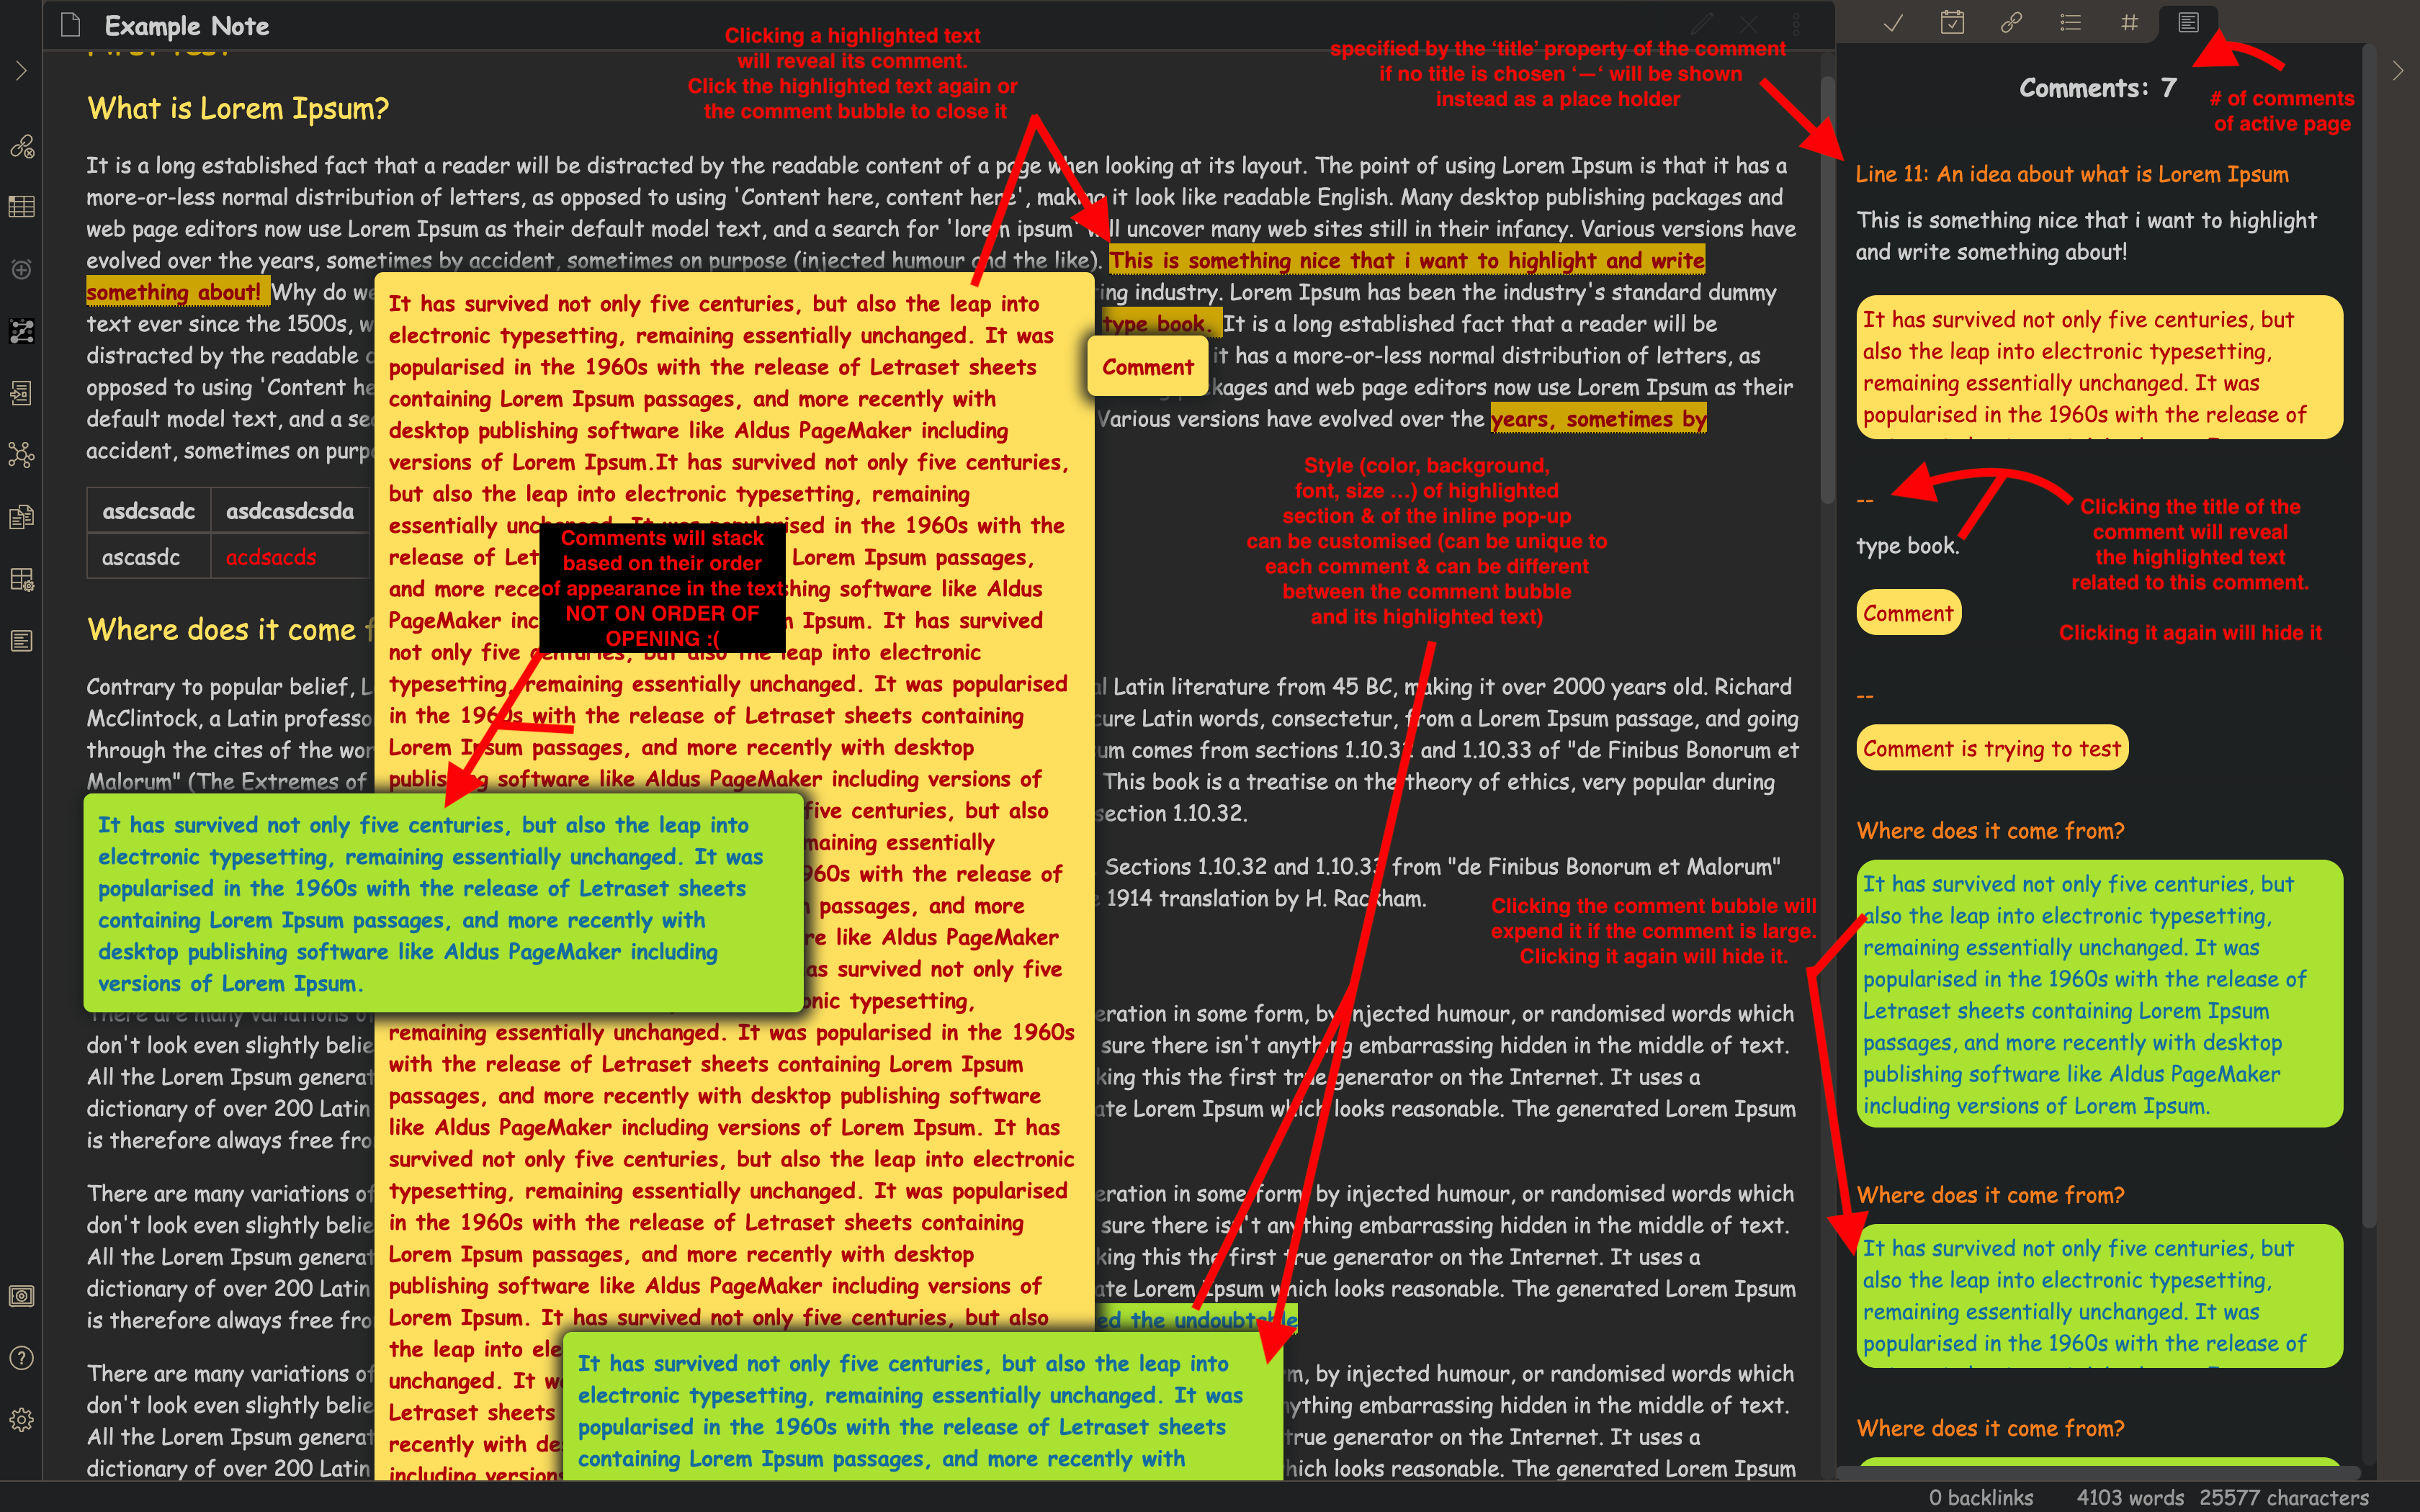 Example Note
First Test
What is Lorem Ipsum?
It is a long established fact that a reader will be distracted by the readable content of a page when looking at its layout. The point of using Lorem Ipsum is that it has a
more-or-less normal distribution of letters, as opposed to using 'Content here, content here', making it look like readable English. Many desktop publishing packages and
web page editors now use Lorem Ipsum as their default model text, and a search for 'lorem ipsum' will uncover many web sites still in their infancy. Various versions have
evolved over the years, sometimes by accident, sometimes on purpose (injected humour and the like). This is something nice that i want to highlight and write
something about! Why do we
ing industry. Lorem Ipsum has been the industry's standard dummy
text ever since the 1500s, w
type book. It is a long established fact that a reader will be
distracted by the readable
it has a more-or-less normal distribution of letters, as
opposed to using 'Content he
kages and web page editors now use Lorem Ipsum as their
default model text, and a sea
Various versions have evolved over the years, sometimes by
accident, sometimes on purp
asdcsadc asdcasdcsda
ascasdc acdsacds
Where does it come f
Contrary to popular belief, L
al Latin literature from 45 BC, making it over 2000 years old. Richard
McClintock, a Latin professo
cure Latin words, consectetur, from a Lorem Ipsum passage, and going
through the cites of the wor
um comes from sections 1.10.32 and 1.10.33 of "de Finibus Bonorum et
Malorum" (The Extremes of
This book is a treatise on the theory of ethics, very popular during
section 1.10.32.
Sections 1.10.32 and 1.10.33 from "de Finibus Bonorum et Malorum"
1914 translation by H. Rackham.
There are many variations o
eration in some form, by injected humour, or randomised words which
don't look even slightly belie
sure there isn't anything embarrassing hidden in the middle of text.
All the Lorem Ipsum generat
king this the first true generator on the Internet. It uses a
dictionary of over 200 Latin
ate Lorem Ipsum which looks reasonable. The generated Lorem Ipsum
is therefore always free fro
There are many variations of
eration in some form, by injected humour, or randomised words which
don't look even slightly belie
sure there isn't anything embarrassing hidden in the middle of text.
All the Lorem Ipsum generat
king this the first true generator on the Internet. It uses a
dictionary of over 200 Latin
ate Lorem Ipsum which looks reasonable. The generated Lorem Ipsum
is therefore always free fro
ed the undoubtable
There are many variations of
m, by injected humour, or randomised words which
don't look even slightly belie
nything embarrassing hidden in the middle of text.
All the Lorem Ipsum generat
true generator on the Internet. It uses a
dictionary of over 200 Latin
hich looks reasonable. The generated Lorem Ipsum
It has survived not only five centuries, but also the leap into
electronic typesetting, remaining essentially unchanged. It was
popularised in the 1960s with the release of Letraset sheets
containing Lorem Ipsum passages, and more recently with
desktop publishing software like Aldus PageMaker including
versions of Lorem Ipsum.It has survived not only five centuries,
but also the leap into electronic typesetting, remaining
essentially unchanged. It was popularised in the 1960s with the
release of Let Lorem Ipsum passages,
and more rece shing software like Aldus
PageMaker inc Ipsum. It has survived
not only five centuries, but also the leap into electronic
typesetting, remaining essentially unchanged. It was popularised
in the 1960s with the release of Letraset sheets containing
Lorem Ipsum passages, and more recently with desktop
publishing software like Aldus PageMaker including versions of
five centuries, but also
maining essentially
960s with the release of
passages, and more
re like Aldus PageMaker
as survived not only five
onic typesetting,
remaining essentially unchanged. It was popularised in the 1960s
with the release of Letraset sheets containing Lorem Ipsum
passages, and more recently with desktop publishing software
like Aldus PageMaker including versions of Lorem Ipsum. It has
survived not only five centuries, but also the leap into electronic
typesetting, remaining essentially unchanged. It was popularised
in the 1960s with the release of Letraset sheets containing
Lorem Ipsum passages, and more recently with desktop
publishing software like Aldus PageMaker including versions of
Lorem Ipsum. It has survived not only five centuries, but also
the leap into ele
unchanged. It w
Letraset sheets
recently with de
including versions
Comment
It has survived not only five centuries, but also the leap into
electronic typesetting, remaining essentially unchanged. It was
popularised in the 1960s with the release of Letraset sheets
containing Lorem Ipsum passages, and more recently with
desktop publishing software like Aldus PageMaker including
versions of Lorem Ipsum.
It has survived not only five centuries, but also the leap into
electronic typesetting, remaining essentially unchanged. It was
popularised in the 1960s with the release of Letraset sheets
containing Lorem Ipsum passages, and more recently with
Clicking a highlighted text
will reveal its comment.
Click the highlighted text again or
the comment bubble to close it
specified by the ‘title’ property of the comment
if no title is chosen ‘—‘ will be shown
instead as a place holder
Comments will stack
based on their order
of appearance in the text
NOT ON ORDER OF
OPENING :(
Style (color, background,
font, size ...) of highlighted
section & of the inline pop-up
can be customised (can be unique to
each comment & can be different
between the comment bubble
and its highlighted text)
Clicking the comment bubble will
expend it if the comment is large.
Clicking it again will hide it.
Comments: 7
# of comments
of active page
Line 11: An idea about what is Lorem Ipsum
This is something nice that i want to highlight
and write something about!
It has survived not only five centuries, but
also the leap into electronic typesetting,
remaining essentially unchanged. It was
popularised in the 1960s with the release of
--
type book.
Comment
Clicking the title of the
comment will reveal
the highlighted text
related to this comment.
Clicking it again will hide it
--
Comment is trying to test
Where does it come from?
It has survived not only five centuries, but
also the leap into electronic typesetting,
remaining essentially unchanged. It was
popularised in the 1960s with the release of
Letraset sheets containing Lorem Ipsum
passages, and more recently with desktop
publishing software like Aldus PageMaker
including versions of Lorem Ipsum.
Where does it come from?
It has survived not only five centuries, but
also the leap into electronic typesetting,
remaining essentially unchanged. It was
popularised in the 1960s with the release of
Where does it come from?
0 backlinks 4103 words 25577 characters